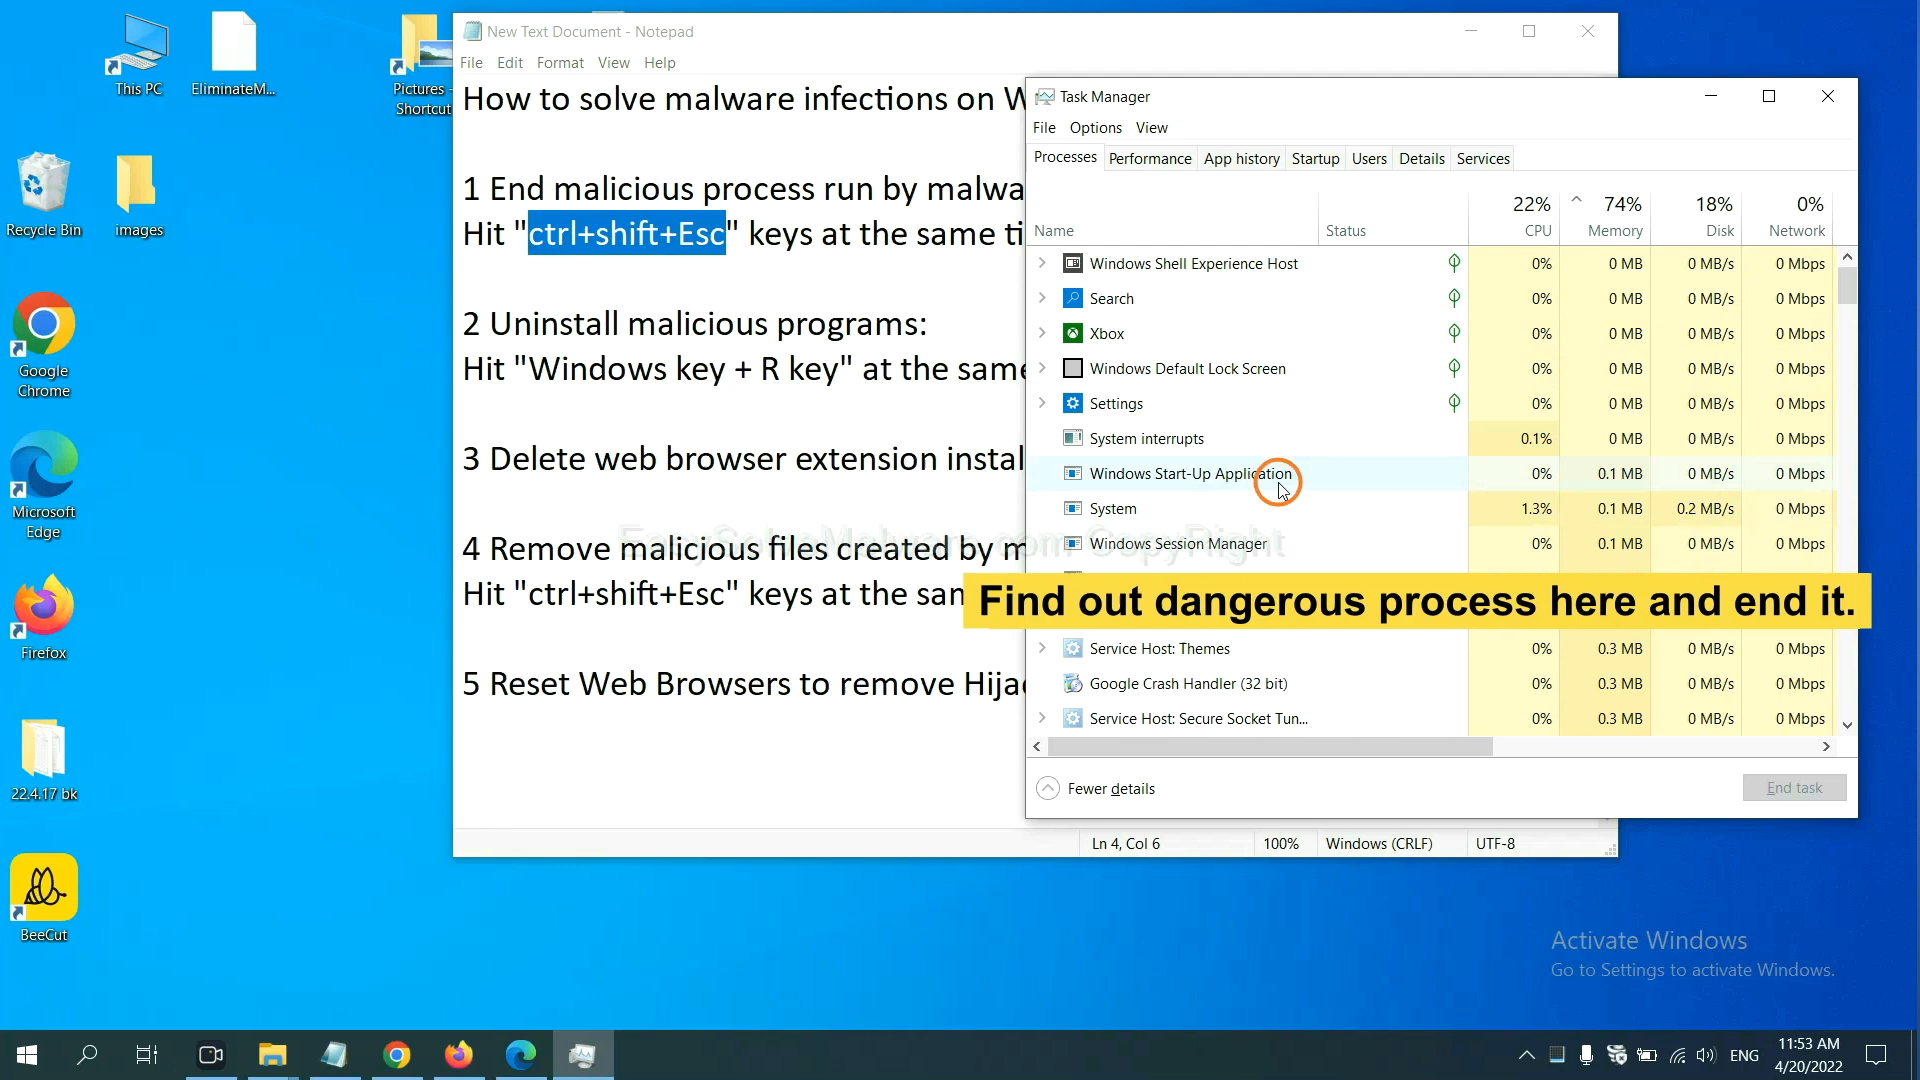 This PC
EliminateM...
Pictures -
Shortcut
Recycle Bin
images
Google
Chrome
Microsoft
Edge
Firefox
22.4.17 bk
BeeCut
New Text Document - Notepad
File Edit Format View Help
How to solve malware infections on W
1 End malicious process run by malwa
Hit "ctrl+shift+Esc" keys at the same ti
2 Uninstall malicious programs:
Hit "Windows key + R key" at the same
3 Delete web browser extension instal
4 Remove malicious files created by m
Hit "ctrl+shift+Esc" keys at the san
5 Reset Web Browsers to remove Hijac
Ln 4, Col 6 100% Windows (CRLF) UTF-8
EasySolveMalware.com CopyRight
Task Manager
File Options View
Processes Performance App history Startup Users Details Services
22% 74% 18% 0%
Name Status CPU Memory Disk Network
Windows Shell Experience Host 0% 0 MB 0 MB/s 0 Mbps
Search 0% 0 MB 0 MB/s 0 Mbps
Xbox 0% 0 MB 0 MB/s 0 Mbps
Windows Default Lock Screen 0% 0 MB 0 MB/s 0 Mbps
Settings 0% 0 MB 0 MB/s 0 Mbps
System interrupts 0.1% 0 MB 0 MB/s 0 Mbps
Windows Start-Up Application 0% 0.1 MB 0 MB/s 0 Mbps
System 1.3% 0.1 MB 0.2 MB/s 0 Mbps
Windows Session Manager 0% 0.1 MB 0 MB/s 0 Mbps
Find out dangerous process here and end it.
Service Host: Themes 0% 0.3 MB 0 MB/s 0 Mbps
Google Crash Handler (32 bit) 0% 0.3 MB 0 MB/s 0 Mbps
Service Host: Secure Socket Tun... 0% 0.3 MB 0 MB/s 0 Mbps
Fewer details End task
Activate Windows
Go to Settings to activate Windows.
ENG
11:53 AM
4/20/2022